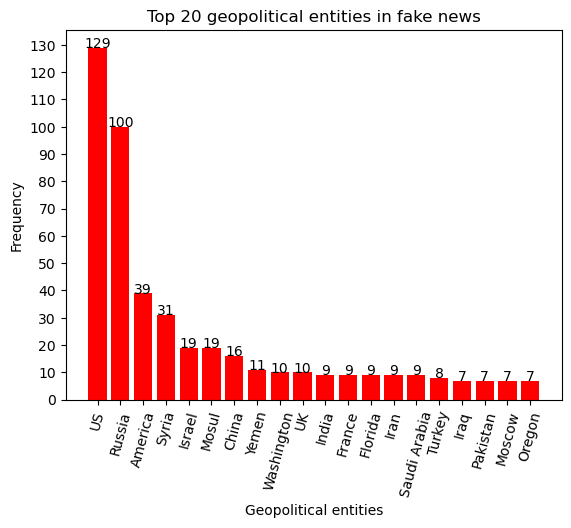 Top 20 geopolitical entities in fake news
Frequency
130
120
110
100
90
80
70
60
50
40
30
20
10
0
129
100
39
31
19
19
16
11
10
10
9
9
9
9
9
8
7
7
7
7
US
Russia
America
Syria
Israel
Mosul
China
Yemen
Washington
UK
India
France
Florida
Iran
Saudi Arabia
Turkey
Iraq
Pakistan
Moscow
Oregon
Geopolitical entities